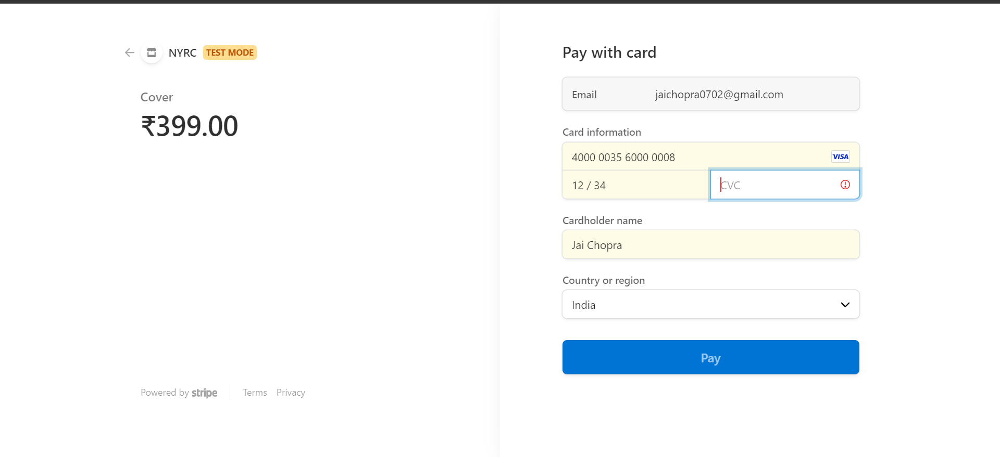 NYRC TEST MODE
Cover
₹399.00
Powered by stripe Terms Privacy
Pay with card
Email jaichopra0702@gmail.com
Card information
4000 0035 6000 0008 VISA
12 / 34 CVC
Cardholder name
Jai Chopra
Country or region
India
Pay